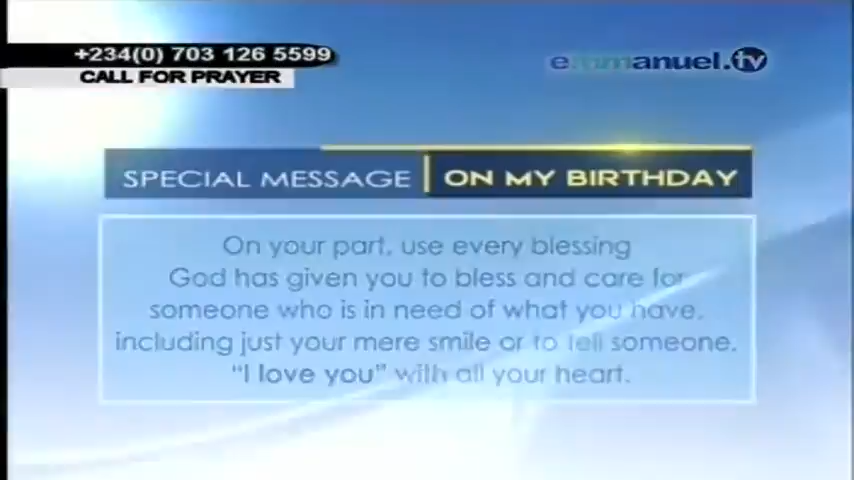 +234(0) 703 126 5599
CALL FOR PRAYER
emmanuel.tv
SPECIAL MESSAGE ON MY BIRTHDAY
On your part, use every blessing
God has given you to bless and care for
someone who is in need of what you have,
including just your mere smile or to tell someone,
“I love you” with all your heart.